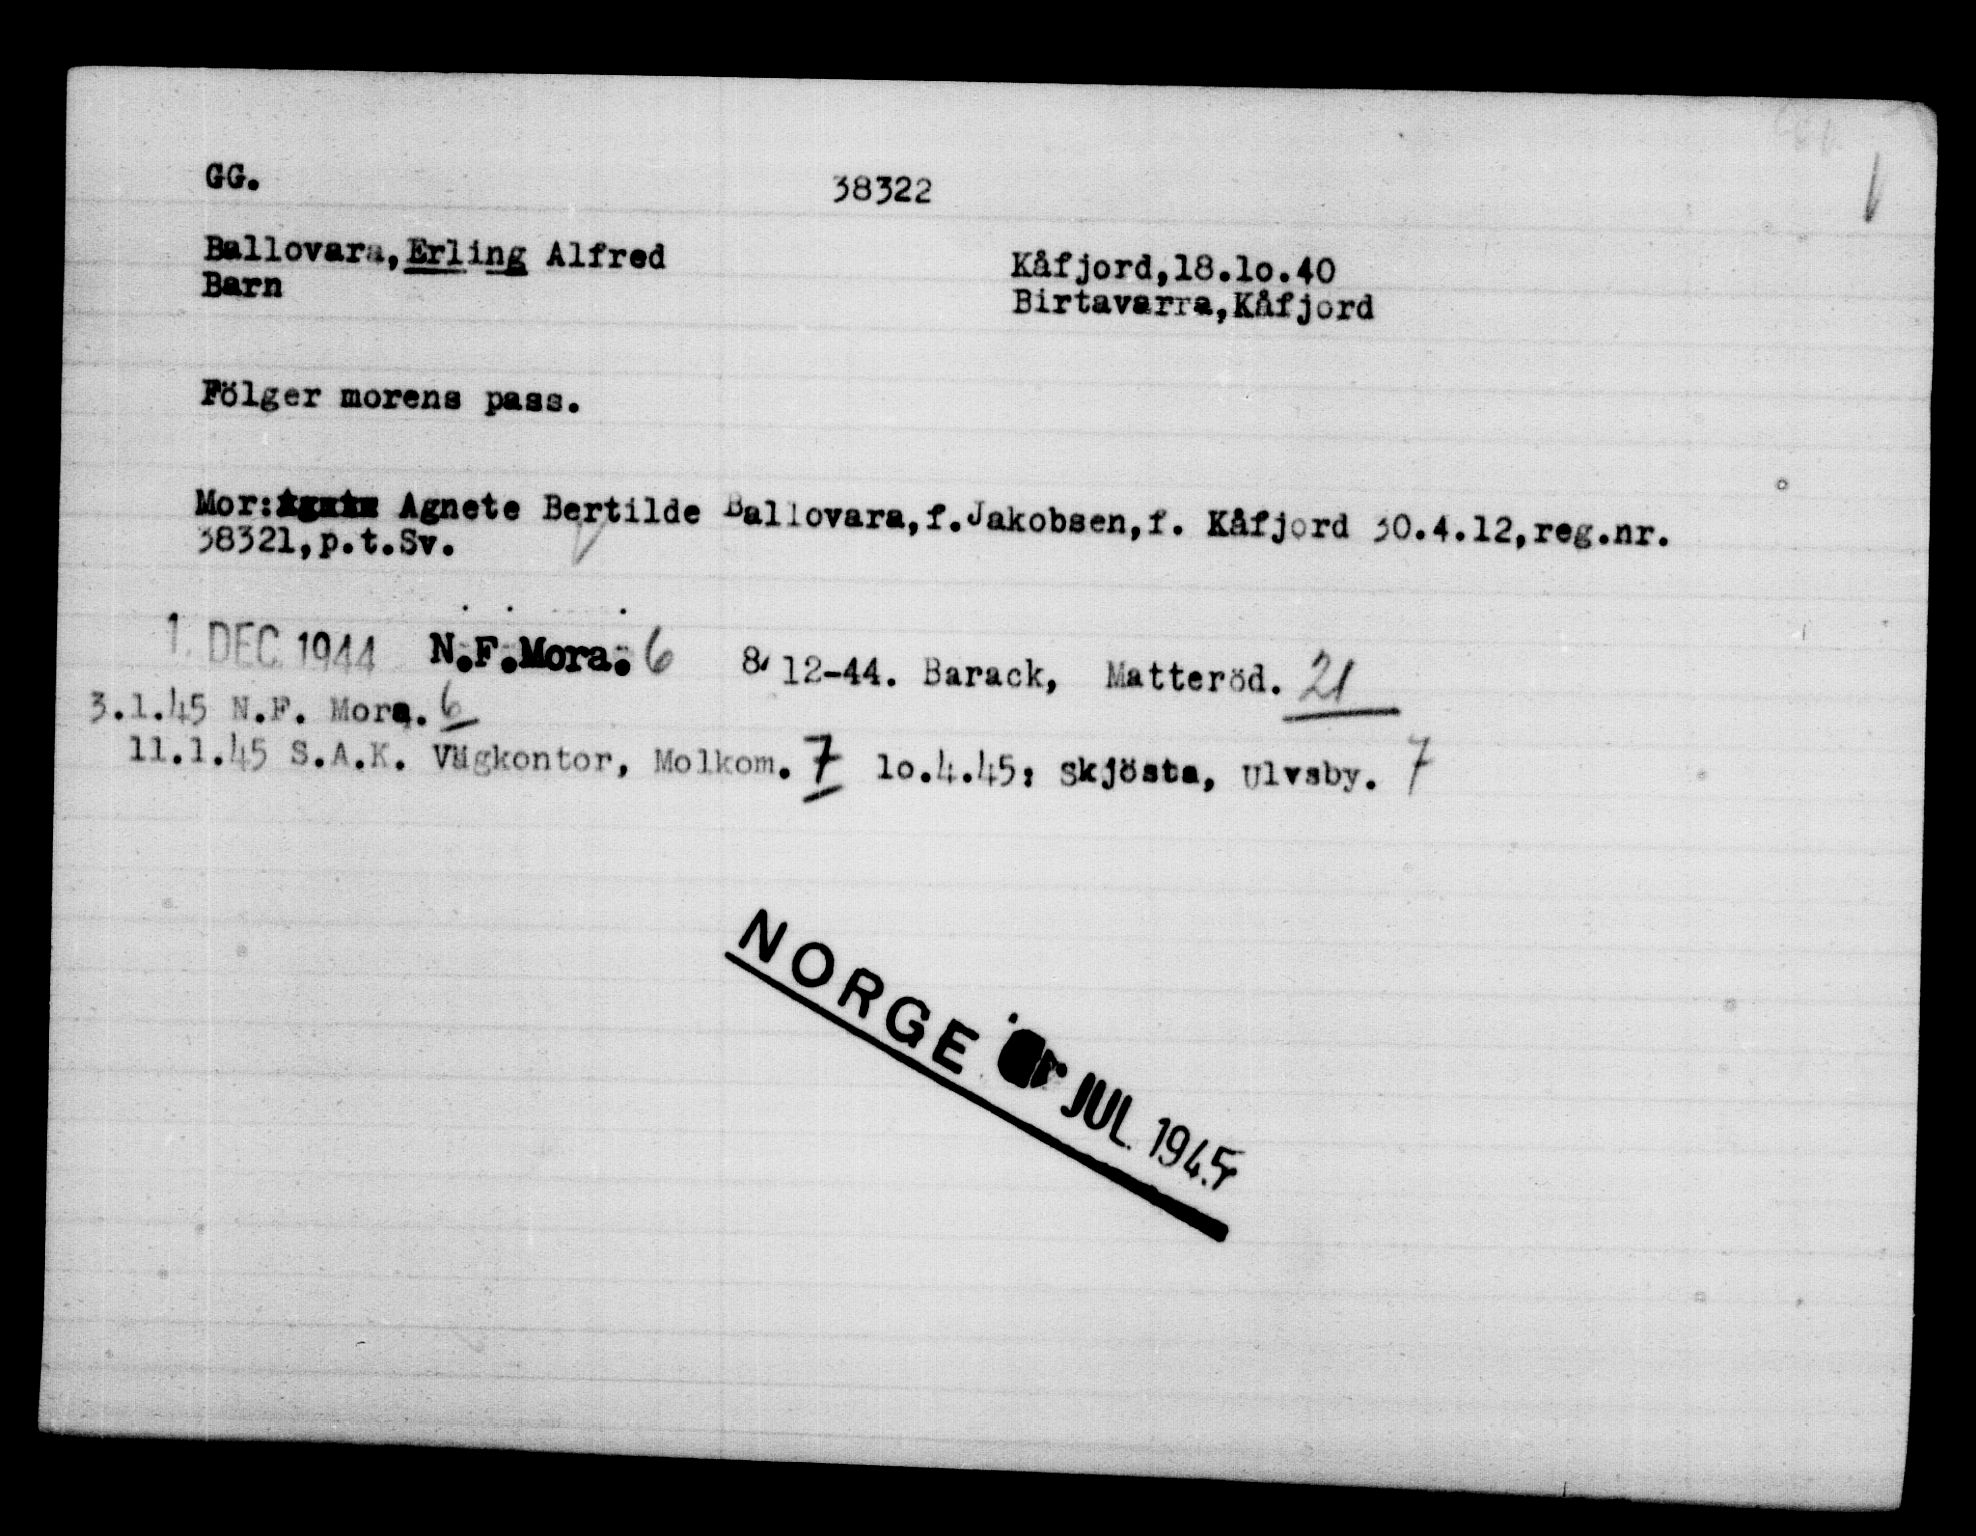 GG.
38322
Ballovara, Erling Alfred
Kåfjord,18.lo.40
Barn
Birtavarra,Kåfjord
Fölger morens pass.
Mor: Agnete Bertilde Ballovara,f.Jakobsen,f. Kåfjord 30.4.12,reg.nr.
38321,p.t.Sv.
1. DEC 1944 N.F.Mora. 6 8/12-44. Barack, Matteröd. 21
3.1.45 N.F. Mora. 6
11.1.45 S.A.K. Vägkontor, Molkom. 7 lo.4.45: Skjösta, Ulvsby. 7
NORGE JUL. 1945